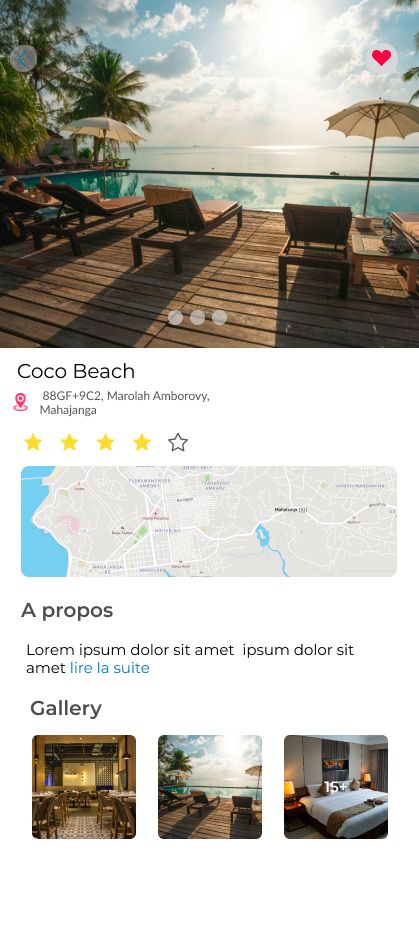 Coco Beach
88GF+9C2, Marolah Amborovy,
Mahajanga
Mahajanga
A propos
Lorem ipsum dolor sit amet  ipsum dolor sit
amet lire la suite
Gallery
15+